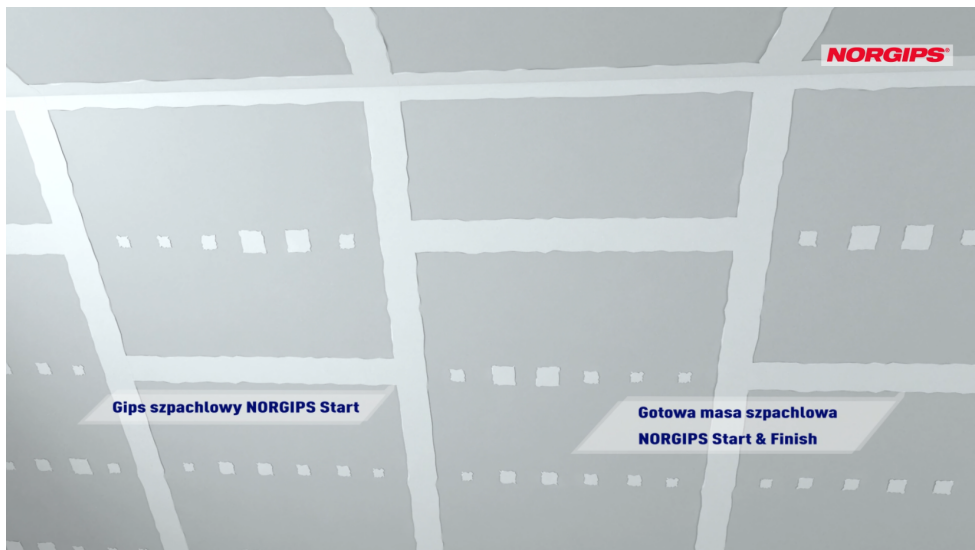 NORGIPS®
Gips szpachlowy NORGIPS Start
Gotowa masa szpachlowa
NORGIPS Start & Finish